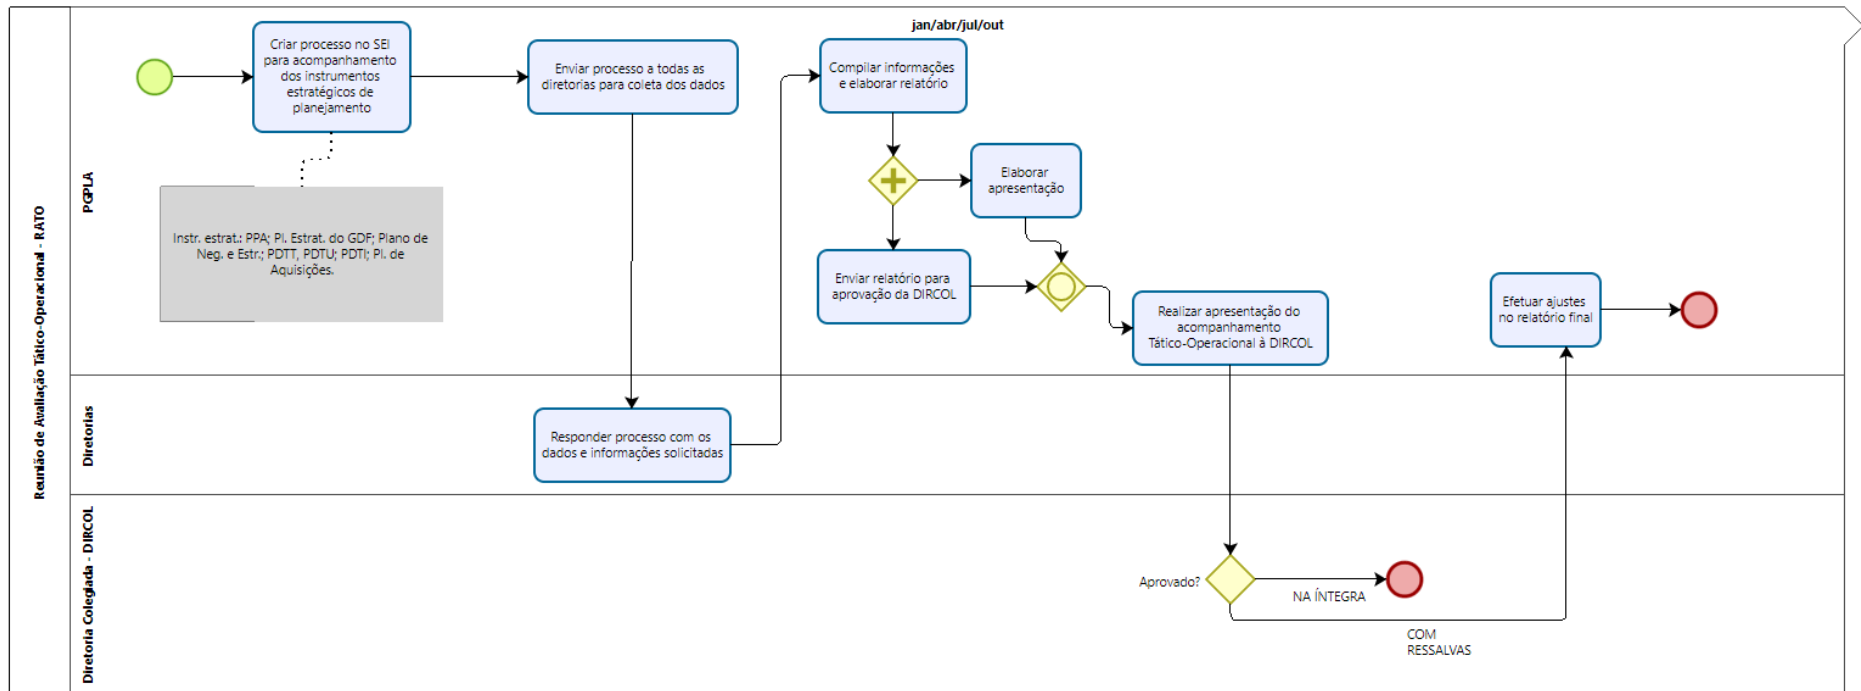 Reunião de Avaliação Tático-Operacional - RATO
jan/abr/jul/out
PGPLA
Criar processo no SEI
para acompanhamento
dos instrumentos
estratégicos de
planejamento
Enviar processo a todas as
diretorias para coleta dos dados
Compilar informações
e elaborar relatório
Elaborar
apresentação
Instr. estrat.: PPA; Pl. Estrat. do GDF; Plano de
Neg. e Estr.; PDTT, PDTU; PDTI; Pl. de
Aquisições.
Enviar relatório para
aprovação da DIRCOL
Realizar apresentação do
acompanhamento
Tático-Operacional à DIRCOL
Efetuar ajustes
no relatório final
Diretorias
Responder processo com os
dados e informações solicitadas
Diretoria Colegiada - DIRCOL
Aprovado?
NA ÍNTEGRA
COM
RESSALVAS